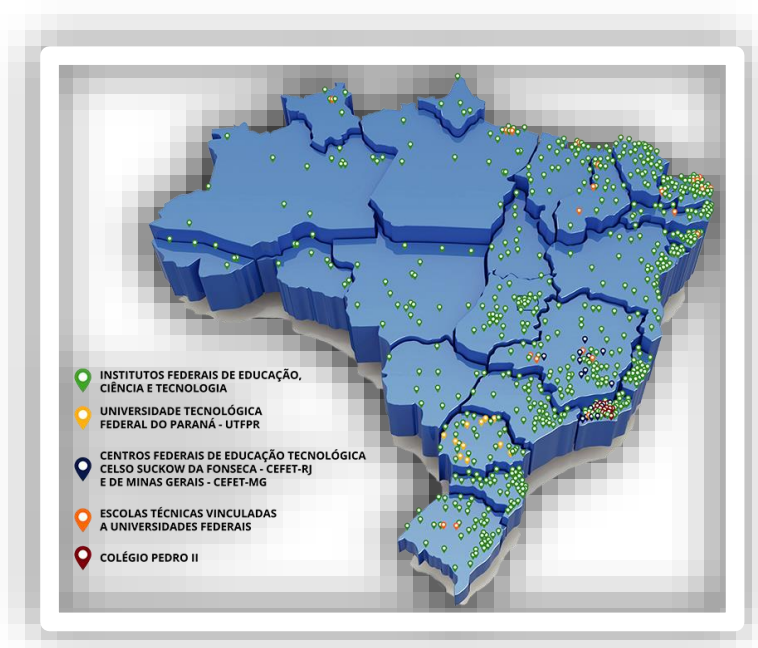 INSTITUTOS FEDERAIS DE EDUCAÇÃO,
CIÊNCIA E TECNOLOGIA
UNIVERSIDADE TECNOLÓGICA
FEDERAL DO PARANÁ - UTFPR
CENTROS FEDERAIS DE EDUCAÇÃO TECNOLÓGICA
CELSO SUCKOW DA FONSECA - CEFET-RJ
E DE MINAS GERAIS - CEFET-MG
ESCOLAS TÉCNICAS VINCULADAS
A UNIVERSIDADES FEDERAIS
COLÉGIO PEDRO II